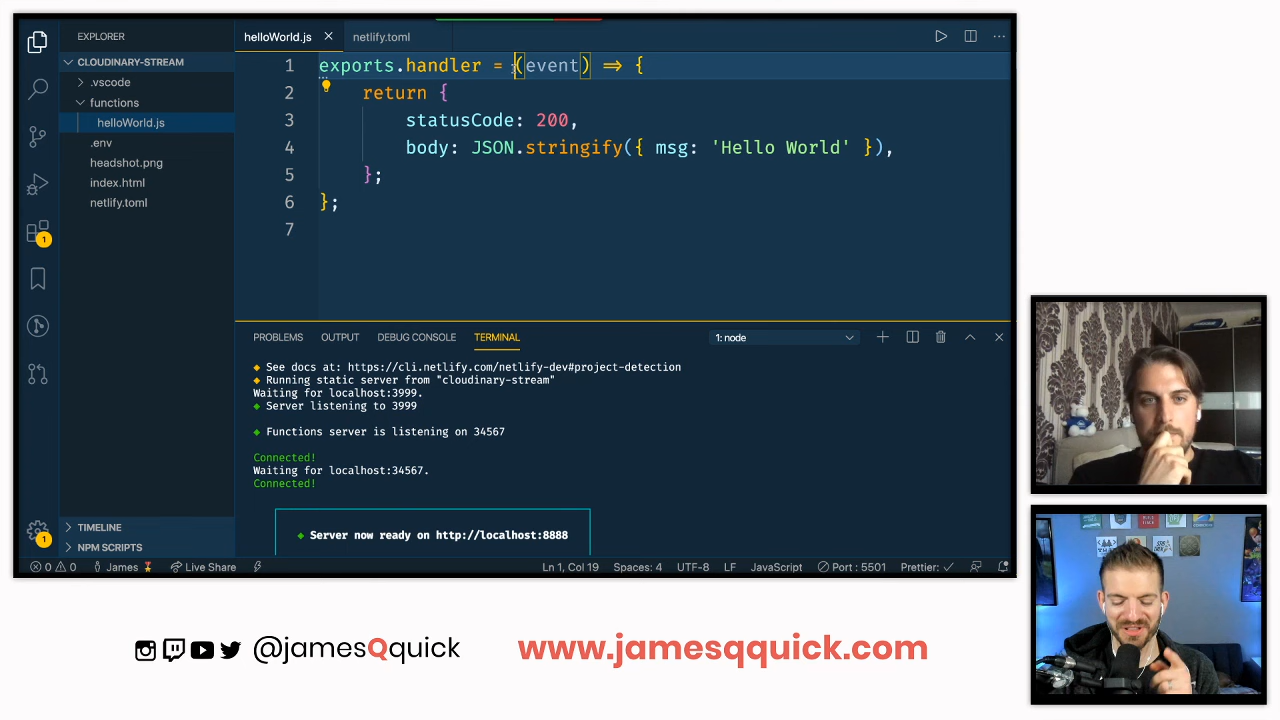 EXPLORER
CLOUDINARY-STREAM
.vscode
functions
helloWorld.js
.env
headshot.png
index.html
netlify.toml
TIMELINE
NPM SCRIPTS
1
1
helloWorld.js
netlify.toml
1 exports.handler = (event) => {
2 return {
3 statusCode: 200,
4 body: JSON.stringify({ msg: 'Hello World' }),
5 };
6 };
7
PROBLEMS OUTPUT DEBUG CONSOLE TERMINAL
1: node
See docs at: https://cli.netlify.com/netlify-dev#project-detection
Running static server from "cloudinary-stream"
Waiting for localhost:3999.
Server listening to 3999
Functions server is listening on 34567
Connected!
Waiting for localhost:34567.
Connected!
Server now ready on http://localhost:8888
0 0 James Live Share Ln 1, Col 19 Spaces: 4 UTF-8 LF JavaScript Port : 5501 Prettier:
@jamesQquick
www.jamesqquick.com